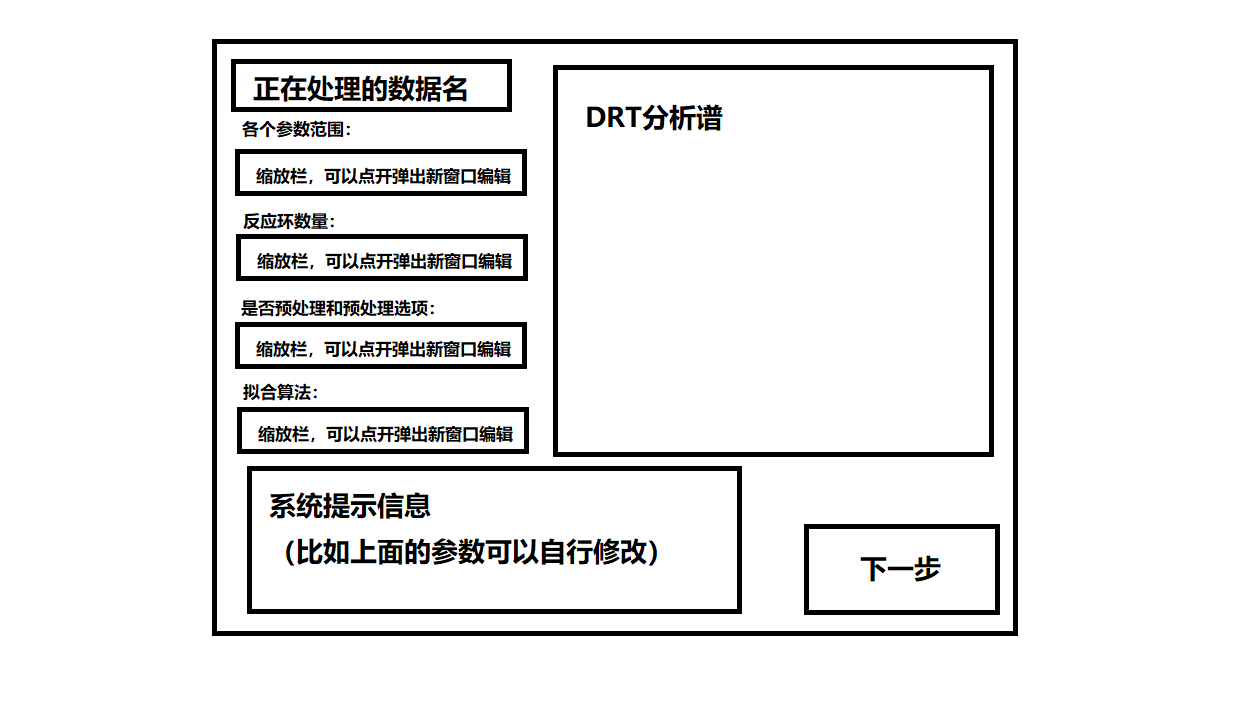 正在处理的数据名
各个参数范围：
缩放栏，可以点开弹出新窗口编辑
反应环数量：
缩放栏，可以点开弹出新窗口编辑
是否预处理和预处理选项：
缩放栏，可以点开弹出新窗口编辑
拟合算法：
缩放栏，可以点开弹出新窗口编辑
DRT分析谱
系统提示信息
（比如上面的参数可以自行修改）
下一步